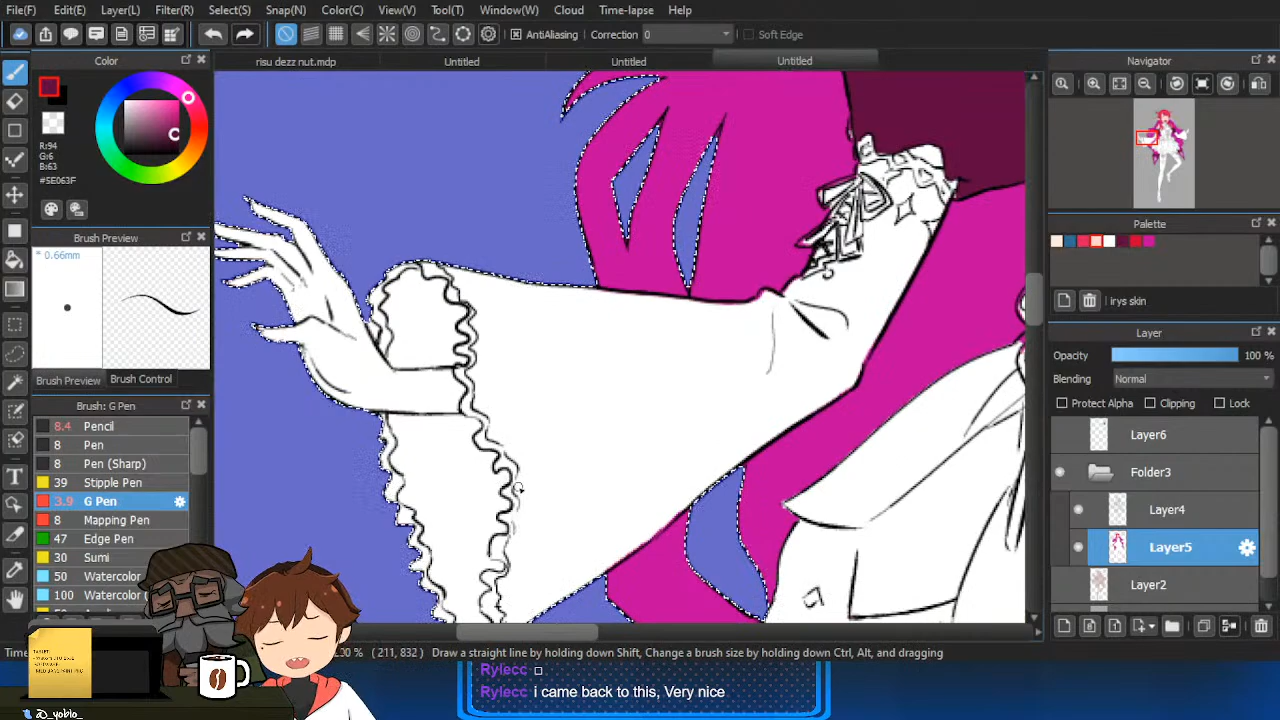 File(F) Edit(E) Layer(L) Filter(R) Select(S) Snap(N) Color(C) View(V) Tool(T) Window(W) Cloud Time-lapse Help
AntiAliasing Correction 0 Soft Edge
Color
risu dezz nut.mdp Untitled Untitled Untitled
Navigator
R:94
G:6
B:63
#5E063F
Brush Preview
0.66mm
Palette
irys skin
Layer
Opacity 100 %
Blending Normal
Protect Alpha Clipping Lock
Brush Preview Brush Control
Brush: G Pen
8.4 Pencil
8 Pen
8 Pen (Sharp)
39 Stipple Pen
3.9 G Pen
8 Mapping Pen
47 Edge Pen
30 Sumi
50 Watercolor
100 Watercolor
Layer6
Folder3
Layer4
Layer5
Layer2
(211, 832) Draw a straight line by holding down Shift, Change a brush size by holding down Ctrl, Alt, and dragging
Rylecc
Rylecc i came back to this, Very nice